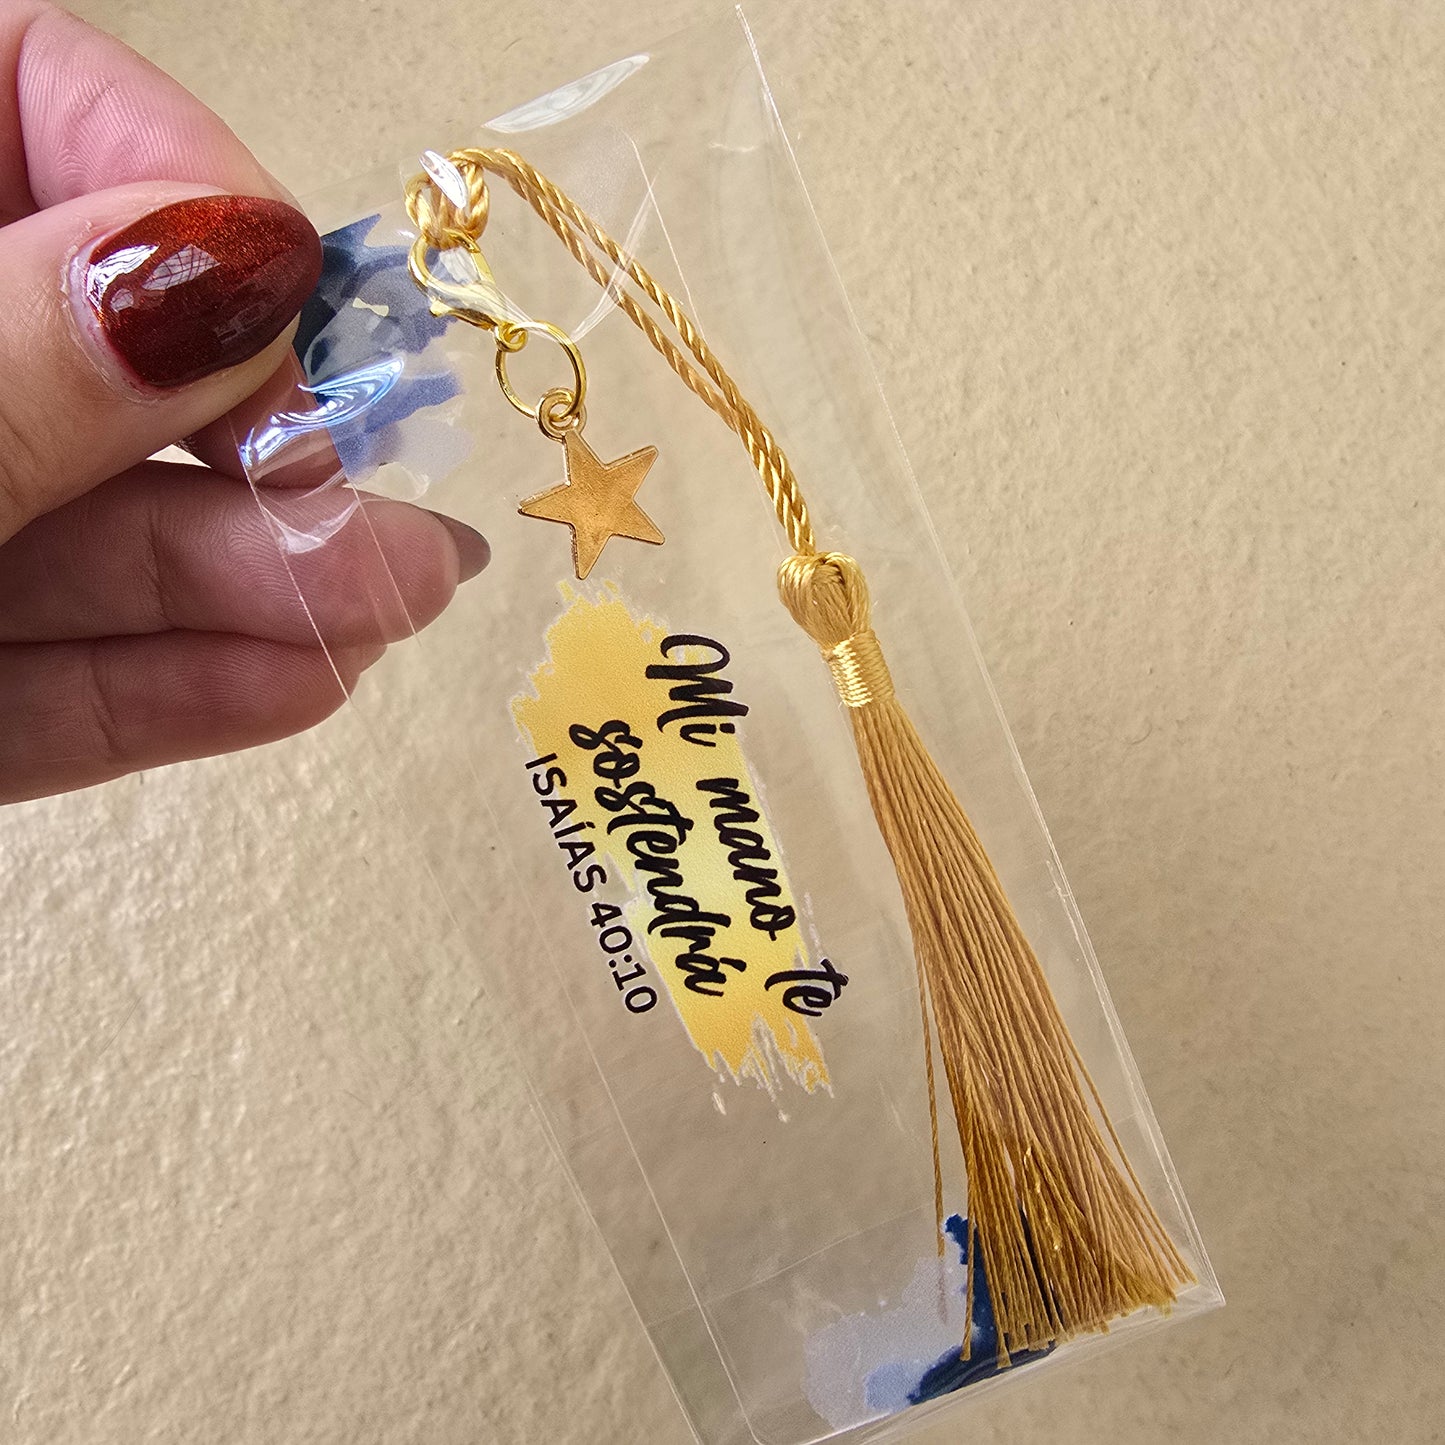 Mi mano te
sostendrá
ISAÍAS 40:10